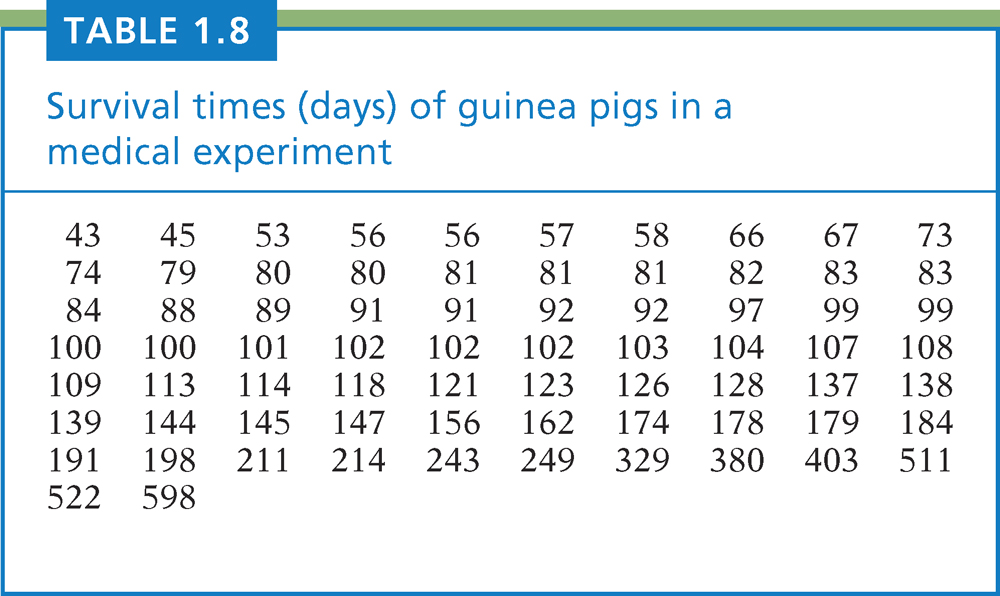 TABLE 1.8
Survival times (days) of guinea pigs in a
medical experiment
43 45 53 56 56 57 58 66 67 73
74 79 80 80 81 81 81 82 83 83
84 88 89 91 91 92 92 97 99 99
100 100 101 102 102 102 103 104 107 108
109 113 114 118 121 123 126 128 137 138
139 144 145 147 156 162 174 178 179 184
191 198 211 214 243 249 329 380 403 511
522 598